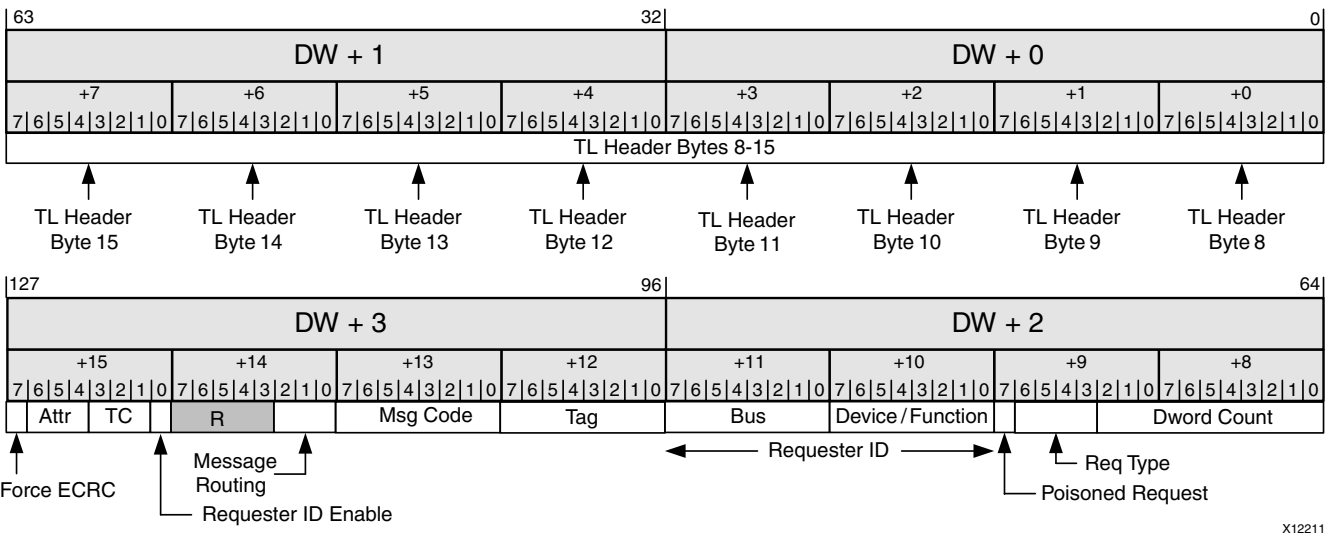 63 32 0
DW + 1 DW + 0
+7 +6 +5 +4 +3 +2 +1 +0
7 6 5 4 3 2 1 0 7 6 5 4 3 2 1 0 7 6 5 4 3 2 1 0 7 6 5 4 3 2 1 0 7 6 5 4 3 2 1 0 7 6 5 4 3 2 1 0 7 6 5 4 3 2 1 0 7 6 5 4 3 2 1 0
TL Header Bytes 8-15
TL Header TL Header TL Header TL Header TL Header TL Header TL Header TL Header
Byte 15 Byte 14 Byte 13 Byte 12 Byte 11 Byte 10 Byte 9 Byte 8
127 96 64
DW + 3 DW + 2
+15 +14 +13 +12 +11 +10 +9 +8
7 6 5 4 3 2 1 0 7 6 5 4 3 2 1 0 7 6 5 4 3 2 1 0 7 6 5 4 3 2 1 0 7 6 5 4 3 2 1 0 7 6 5 4 3 2 1 0 7 6 5 4 3 2 1 0 7 6 5 4 3 2 1 0
Attr TC R Msg Code Tag Bus Device/Function Dword Count
Message Routing Requester ID Req Type
Force ECRC Poisoned Request
Requester ID Enable
X12211